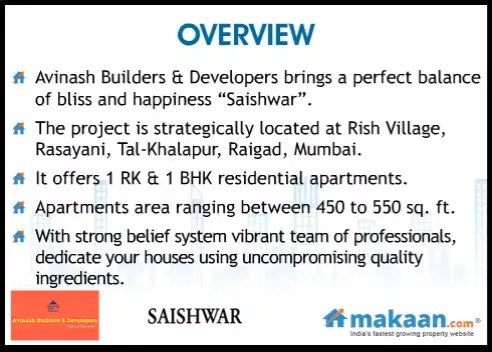 OVERVIEW
Avinash Builders & Developers brings a perfect balance
of bliss and happiness “Saishwar”.
The project is strategically located at Rish Village,
Rasayani, Tal-Khalapur, Raigad, Mumbai.
It offers 1 RK & 1 BHK residential apartments.
Apartments area ranging between 450 to 550 sq. ft.
With strong belief system vibrant team of professionals,
dedicate your houses using uncompromising quality
ingredients.
Avinash Builders & Developers
SAISHWAR
makaan.com®
India's fastest growing property website